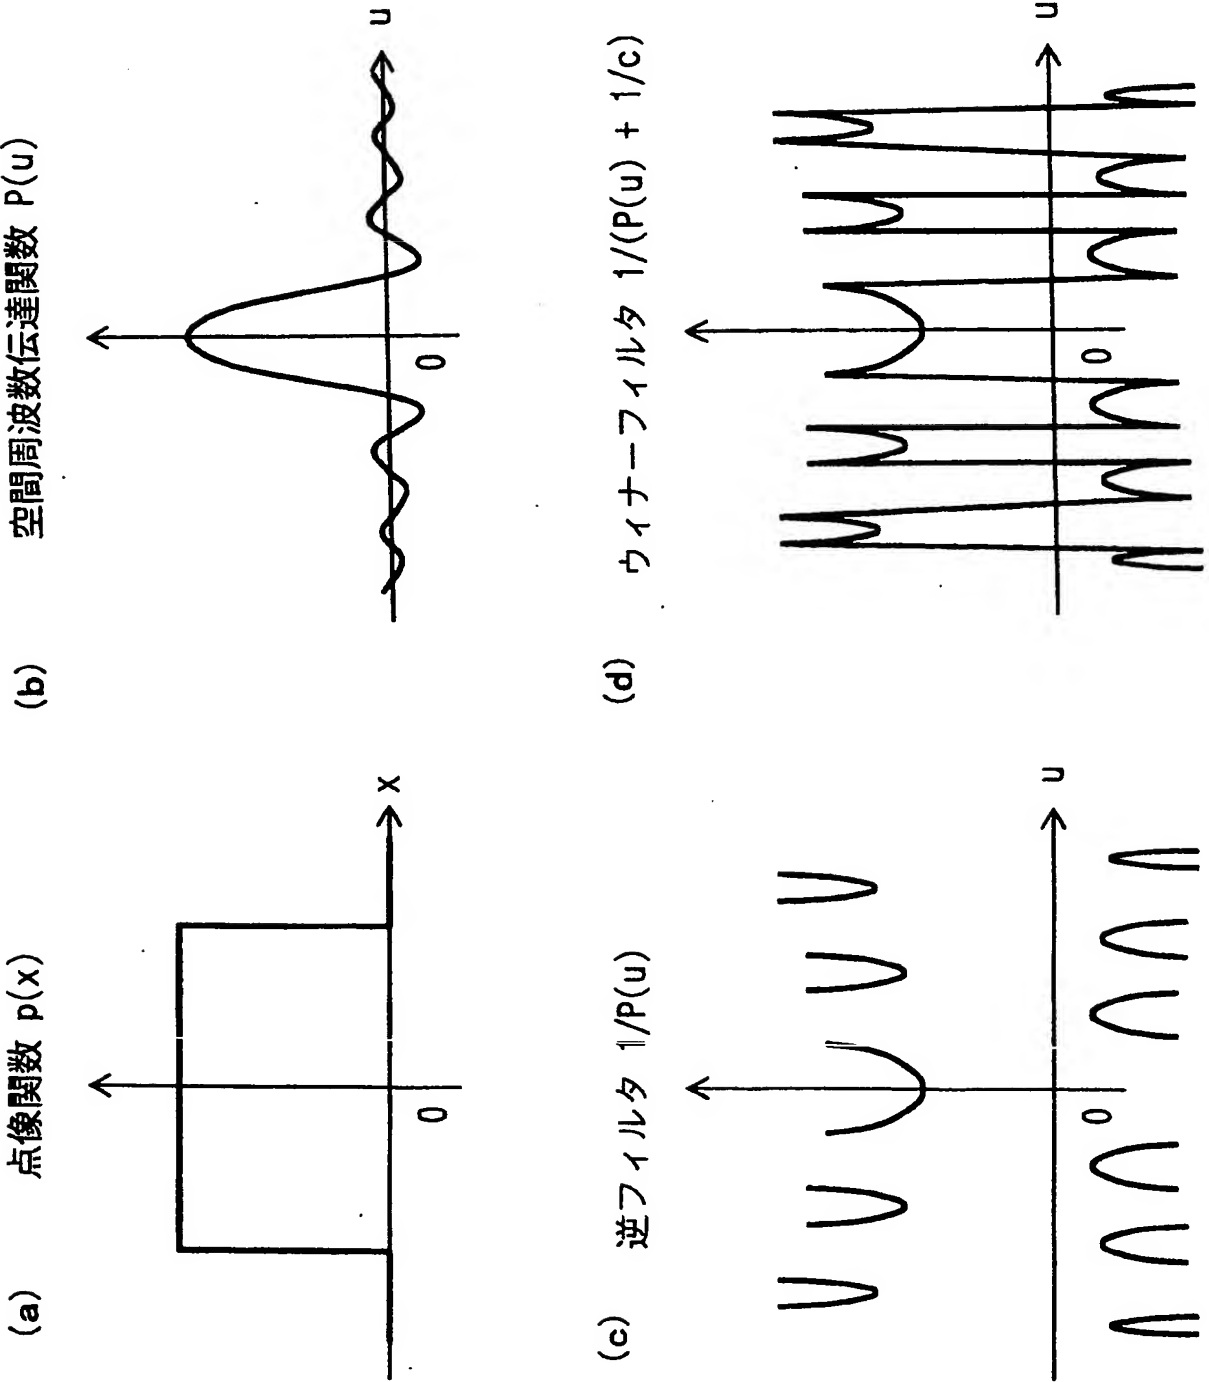 (a) 点像関数 p(x)
x
0
(b) 空間周波数伝達関数 P(u)
u
0
(c) 逆フィルタ 1/P(u)
u
0
(d) ウィナーフィルタ 1/(P(u) + 1/c)
u
0